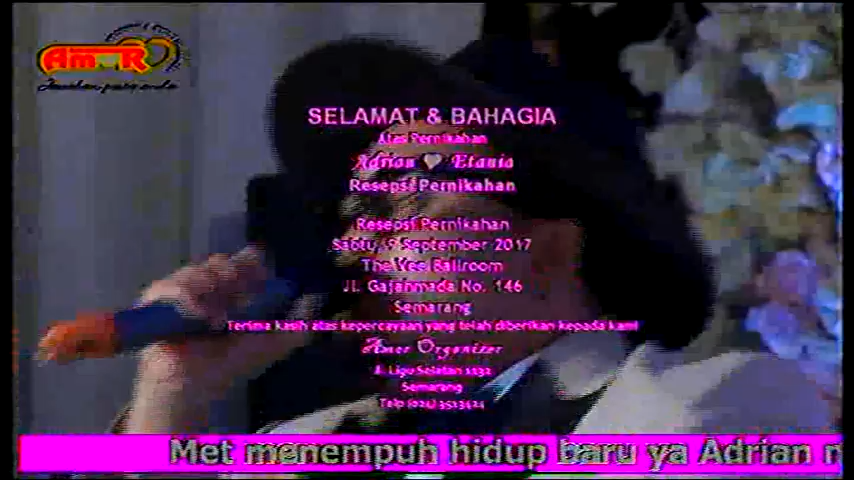 Amor
SELAMAT & BAHAGIA
Atas Pernikahan
Adrian Etania
Resepsi Pernikahan
Resepsi Pernikahan
Sabtu, 9 September 2017
The Vee Ballroom
Jl. Gajahmada No. 146
Semarang
Terima kasih atas kepercayaan yang telah diberikan kepada kami
Amor Organizer
Semarang
Met menempuh hidup baru ya Adrian